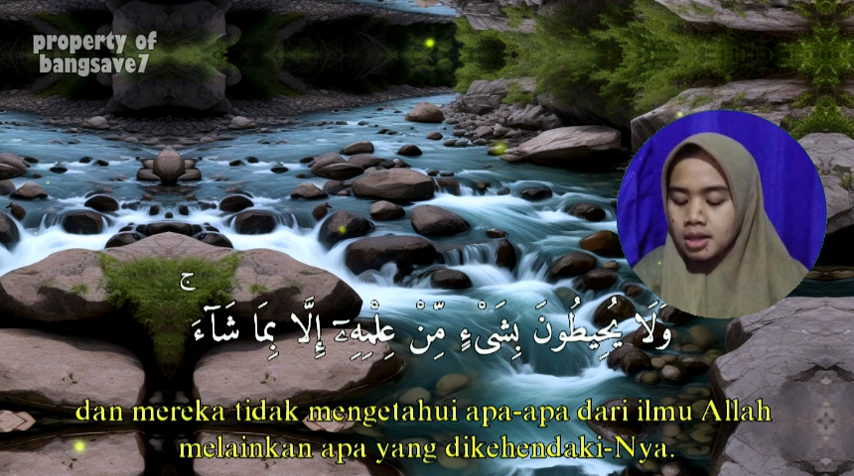 property of
bangsave7
وَلَا يُحِيطُونَ بِشَىْءٍ مِّنْ عِلْمِهِۦٓ إِلَّا بِمَا شَآءَ ۚ
dan mereka tidak mengetahui apa-apa dari ilmu Allah
melainkan apa yang dikehendaki-Nya.